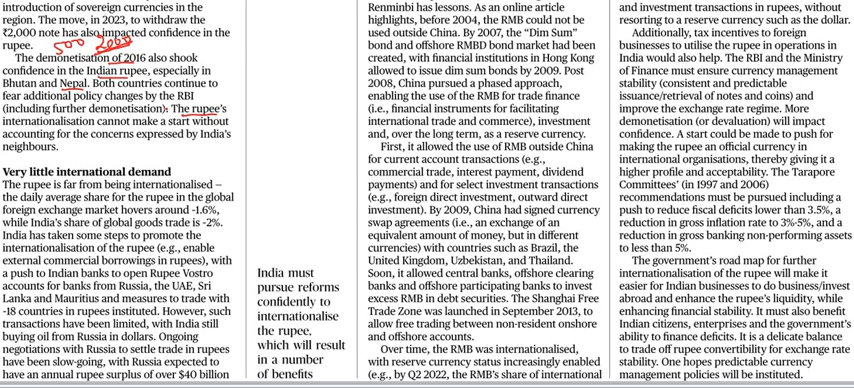 introduction of sovereign currencies in the
region. The move, in 2023, to withdraw the
₹2,000 note has also impacted confidence in the
rupee.
500 2000
The demonetisation of 2016 also shook
confidence in the Indian rupee, especially in
Bhutan and Nepal. Both countries continue to
fear additional policy changes by the RBI
(including further demonetisation). The rupee's
internationalisation cannot make a start without
accounting for the concerns expressed by India's
neighbours.
Very little international demand
The rupee is far from being internationalised —
the daily average share for the rupee in the global
foreign exchange market hovers around ~1.6%,
while India's share of global goods trade is ~2%.
India has taken some steps to promote the
internationalisation of the rupee (e.g., enable
external commercial borrowings in rupees), with
a push to Indian banks to open Rupee Vostro
accounts for banks from Russia, the UAE, Sri
Lanka and Mauritius and measures to trade with
~18 countries in rupees instituted. However, such
transactions have been limited, with India still
buying oil from Russia in dollars. Ongoing
negotiations with Russia to settle trade in rupees
have been slow-going, with Russia expected to
have an annual rupee surplus of over $40 billion
India must
pursue reforms
confidently to
internationalise
the rupee,
which will result
in a number
of benefits
Renminbi has lessons. As an online article
highlights, before 2004, the RMB could not be
used outside China. By 2007, the “Dim Sum”
bond and offshore RMBD bond market had been
created, with financial institutions in Hong Kong
allowed to issue dim sum bonds by 2009. Post
2008, China pursued a phased approach,
enabling the use of the RMB for trade finance
(i.e., financial instruments for facilitating
international trade and commerce), investment
and, over the long term, as a reserve currency.
First, it allowed the use of RMB outside China
for current account transactions (e.g.,
commercial trade, interest payment, dividend
payments) and for select investment transactions
(e.g., foreign direct investment, outward direct
investment). By 2009, China had signed currency
swap agreements (i.e., an exchange of an
equivalent amount of money, but in different
currencies) with countries such as Brazil, the
United Kingdom, Uzbekistan, and Thailand.
Soon, it allowed central banks, offshore clearing
banks and offshore participating banks to invest
excess RMB in debt securities. The Shanghai Free
Trade Zone was launched in September 2013, to
allow free trading between non-resident onshore
and offshore accounts.
Over time, the RMB was internationalised,
with reserve currency status increasingly enabled
(e.g., by Q2 2022, the RMB's share of international
and investment transactions in rupees, without
resorting to a reserve currency such as the dollar.
Additionally, tax incentives to foreign
businesses to utilise the rupee in operations in
India would also help. The RBI and the Ministry
of Finance must ensure currency management
stability (consistent and predictable
issuance/retrieval of notes and coins) and
improve the exchange rate regime. More
demonetisation (or devaluation) will impact
confidence. A start could be made to push for
making the rupee an official currency in
international organisations, thereby giving it a
higher profile and acceptability. The Tarapore
Committees' (in 1997 and 2006)
recommendations must be pursued including a
push to reduce fiscal deficits lower than 3.5%, a
reduction in gross inflation rate to 3%-5%, and a
reduction in gross banking non-performing assets
to less than 5%.
The government's road map for further
internationalisation of the rupee will make it
easier for Indian businesses to do business/invest
abroad and enhance the rupee's liquidity, while
enhancing financial stability. It must also benefit
Indian citizens, enterprises and the government's
ability to finance deficits. It is a delicate balance
to trade off rupee convertibility for exchange rate
stability. One hopes predictable currency
management policies will be instituted.